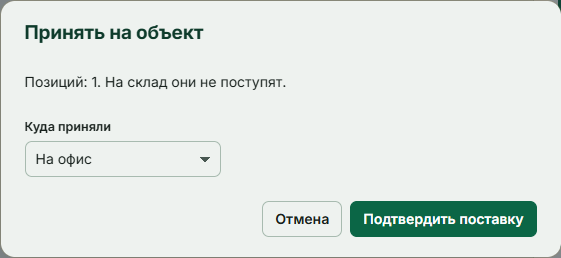 Принять на объект
Позиций: 1. На склад они не поступят.
Куда приняли
На офис
Отмена
Подтвердить поставку